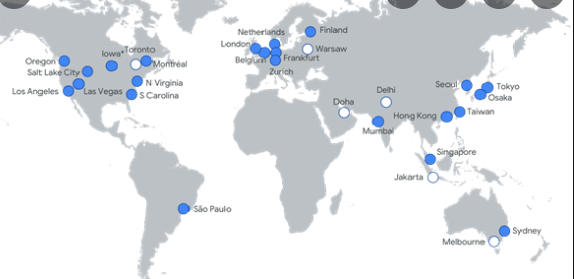 Netherlands
Finland
London
Warsaw
Belgium
Frankfurt
Zurich
Oregon
Iowa*
Toronto
Montréal
Salt Lake City
N Virginia
Los Angeles
Las Vegas
S Carolina
Seoul
Tokyo
Osaka
Delhi
Doha
Hong Kong
Taiwan
Mumbai
Singapore
Jakarta
São Paulo
Sydney
Melbourne